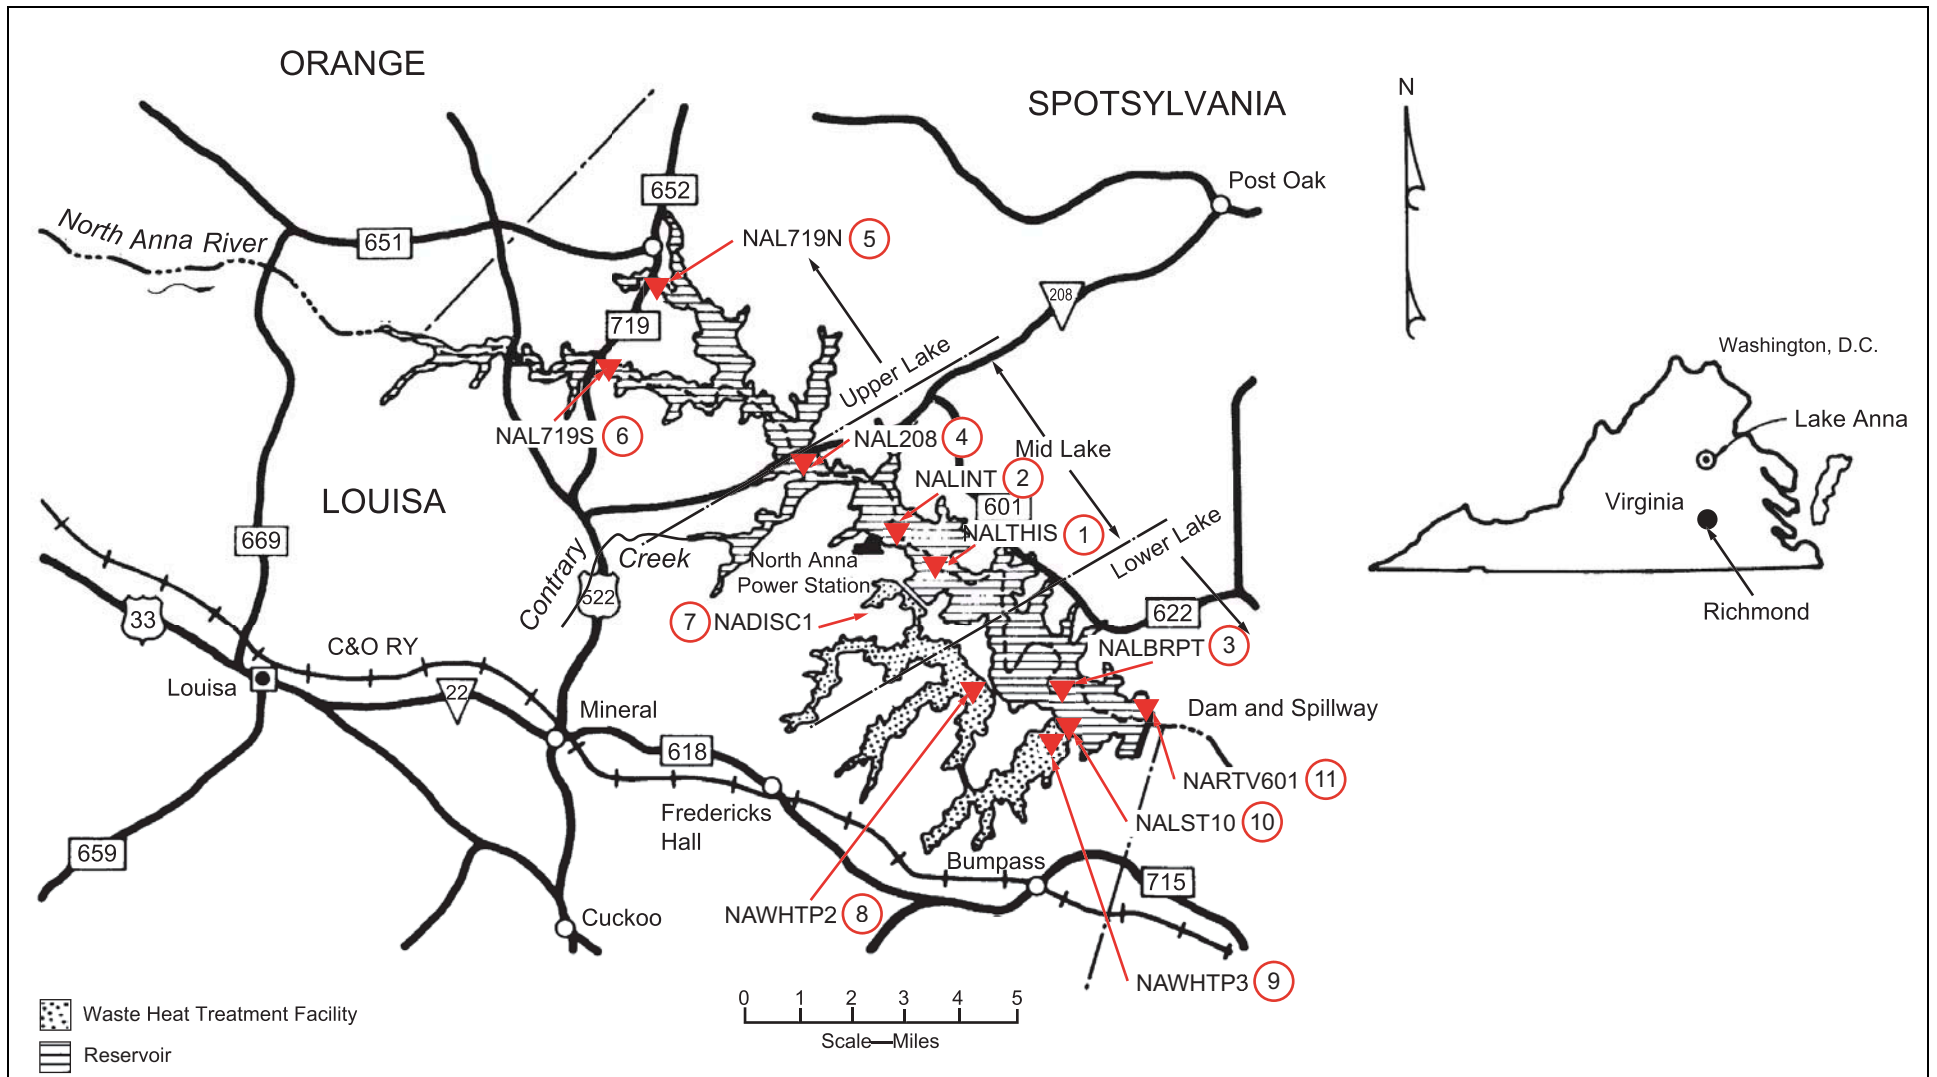 ORANGE
SPOTSYLVANIA
N
Post Oak
652
North Anna River
651
NAL719N 5
208
719
Upper Lake
Washington, D.C.
Lake Anna
NAL719S 6
NAL208 4
Mid Lake
NALINT 2
LOUISA
601
Virginia
NALTHIS 1
669
Contrary
Creek
North Anna
Power Station
Lower Lake
522
33
7 NADISC1
622
Richmond
C&O RY
NALBRPT 3
Louisa
22
Mineral
Dam and Spillway
618
NARTV601 11
Fredericks
Hall
NALST10 10
659
Bumpass
715
NAWHTP2 8
Cuckoo
NAWHTP3 9
0 1 2 3 4 5
Scale—Miles
Waste Heat Treatment Facility
Reservoir